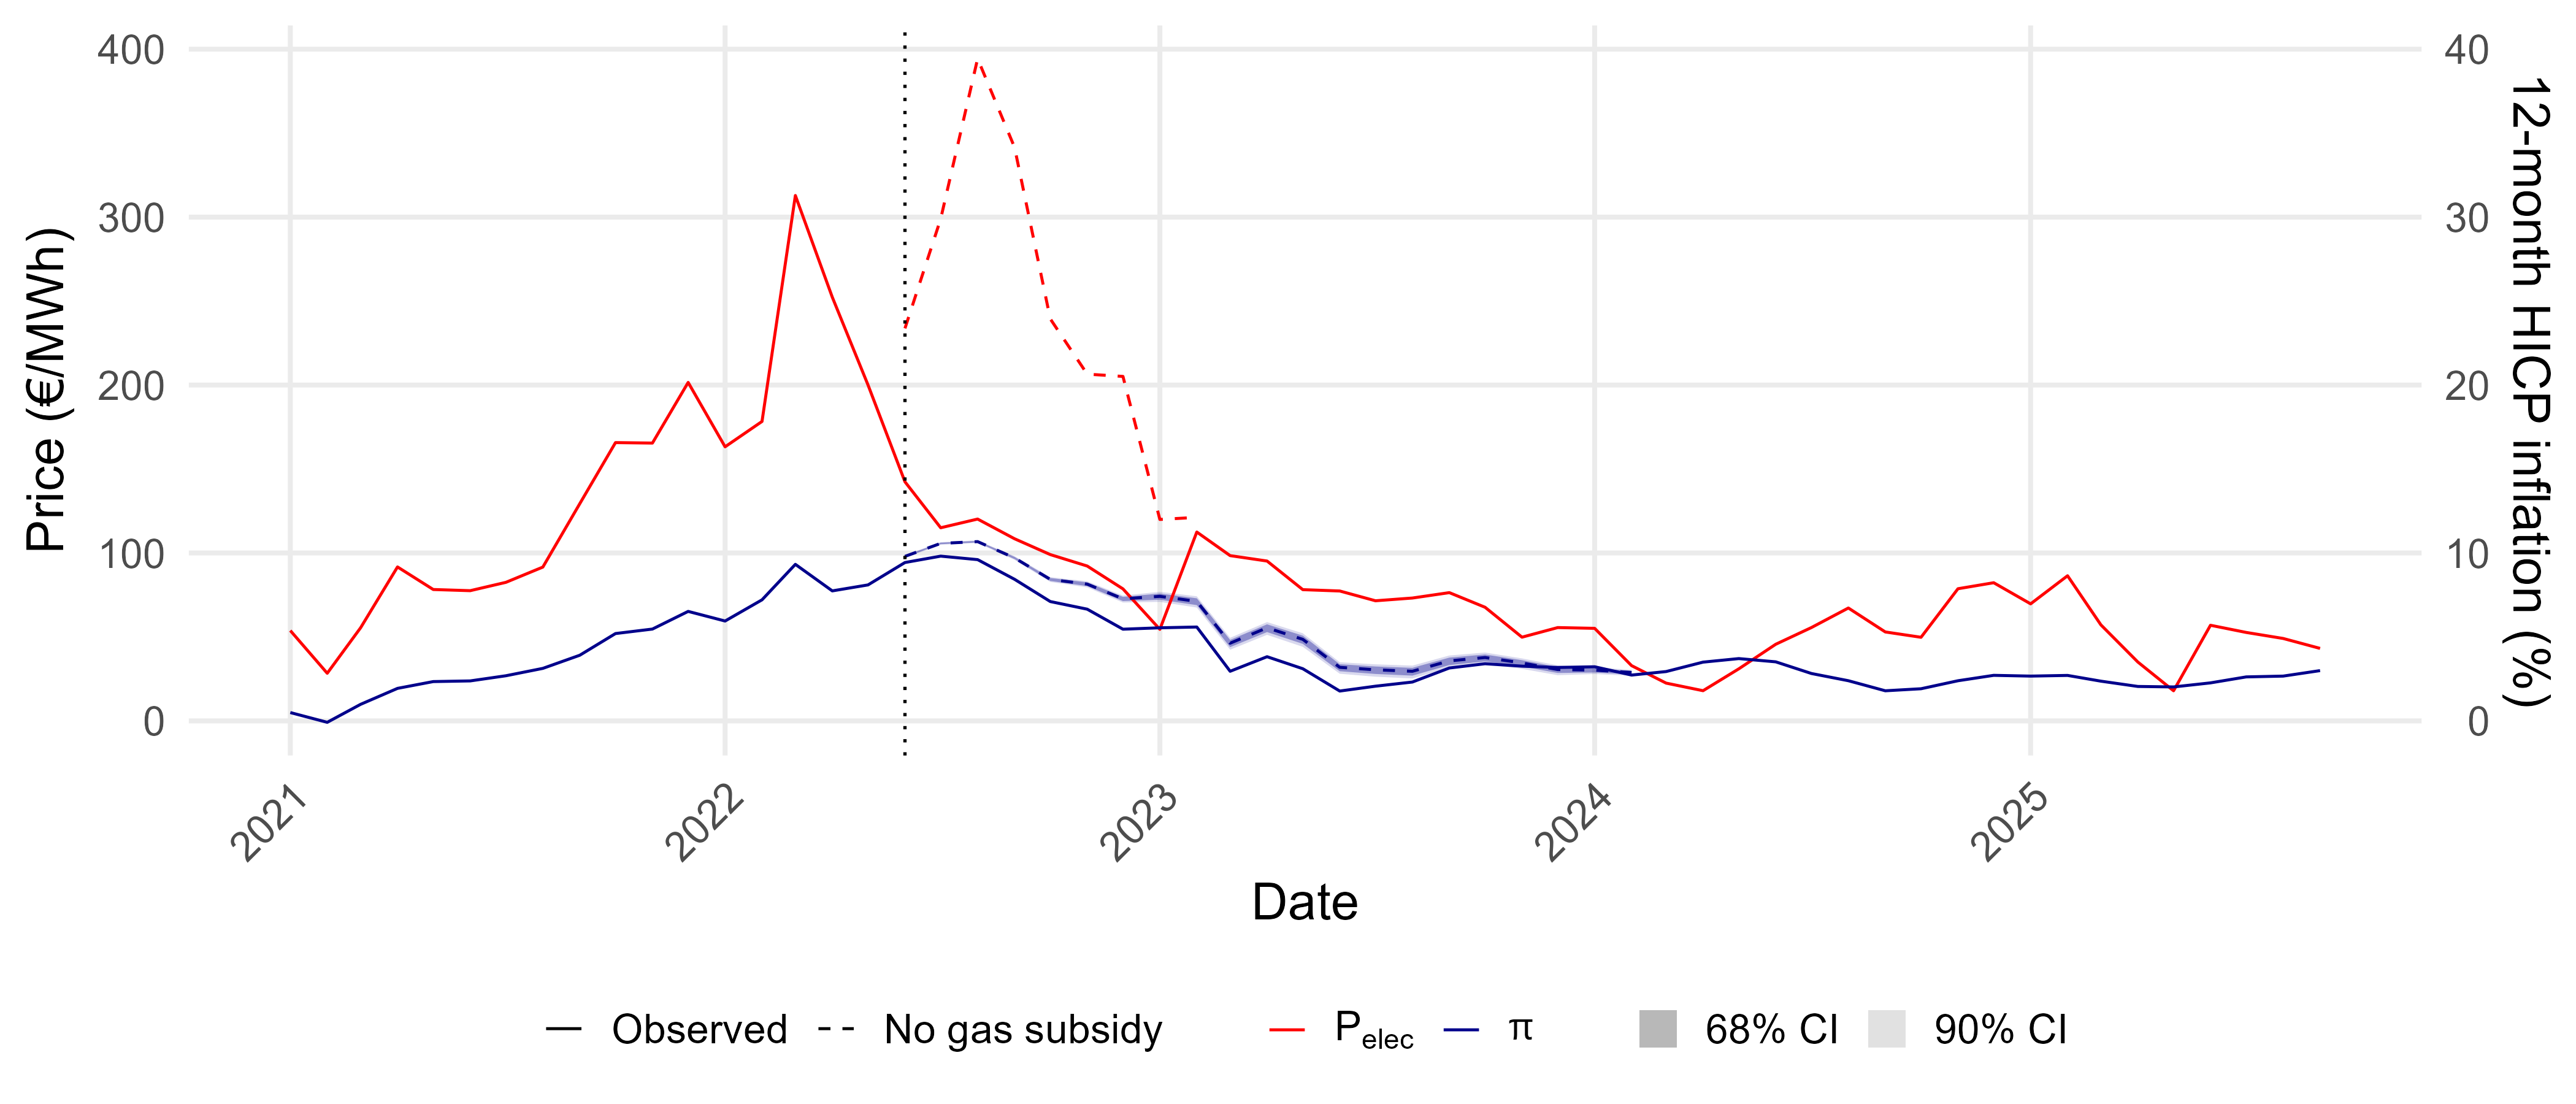 400
300
200
100
0
Price (€/MWh)
40
30
20
10
0
12-month HICP inflation (%)
2021
2022
2023
2024
2025
Date
Observed
No gas subsidy
Pelec
π
68% CI
90% CI